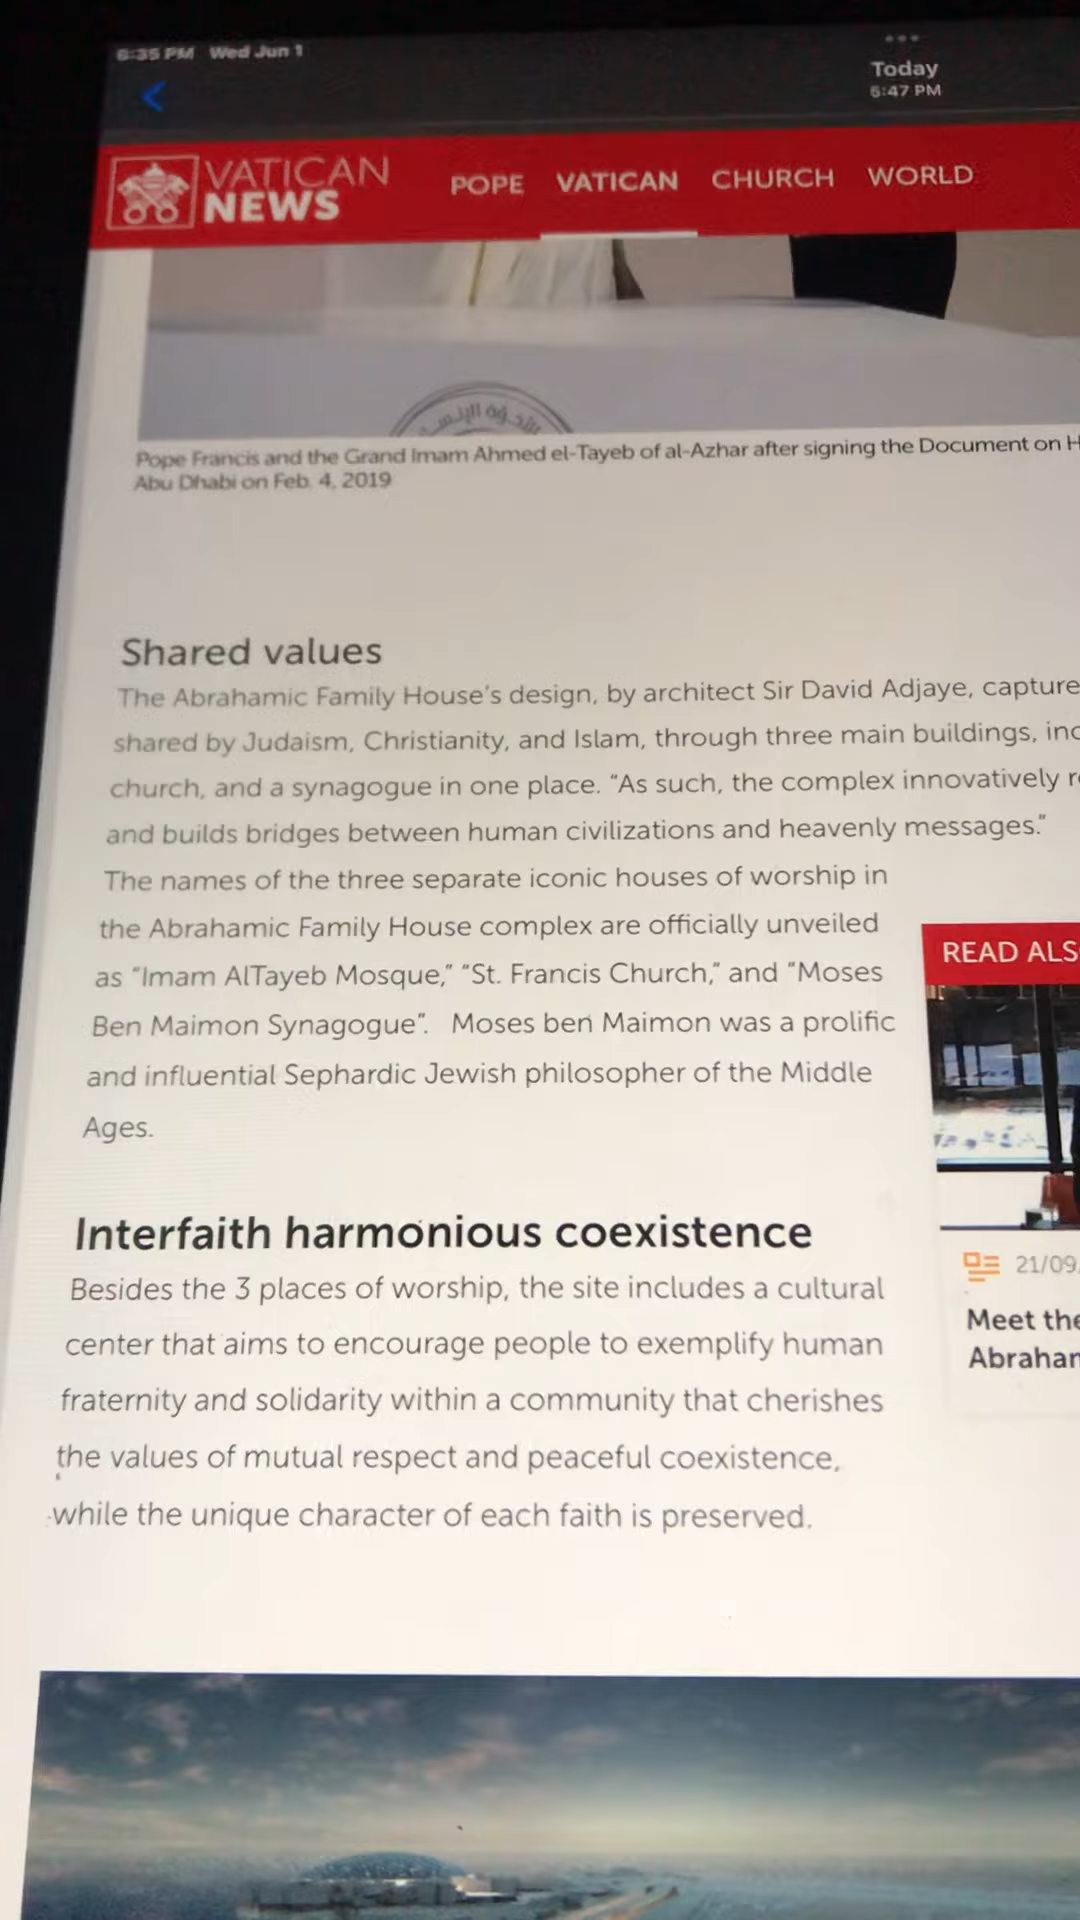 6:35 PM Wed Jun 1
Today
6:47 PM
VATICAN
NEWS
POPE VATICAN CHURCH WORLD
Pope Francis and the Grand Imam Ahmed el-Tayeb of al-Azhar after signing the Document on
Abu Dhabi on Feb. 4, 2019
Shared values
The Abrahamic Family House's design, by architect Sir David Adjaye, capture
shared by Judaism, Christianity, and Islam, through three main buildings,
church, and a synagogue in one place. “As such, the complex innovatively
and builds bridges between human civilizations and heavenly messages.”
The names of the three separate iconic houses of worship in
the Abrahamic Family House complex are officially unveiled
as “Imam AlTayeb Mosque,” “St. Francis Church,” and “Moses
Ben Maimon Synagogue”. Moses ben Maimon was a prolific
and influential Sephardic Jewish philosopher of the Middle
Ages.
READ ALS
Interfaith harmonious coexistence
Besides the 3 places of worship, the site includes a cultural
center that aims to encourage people to exemplify human
fraternity and solidarity within a community that cherishes
the values of mutual respect and peaceful coexistence,
while the unique character of each faith is preserved.
21/09
Meet the
Abraham